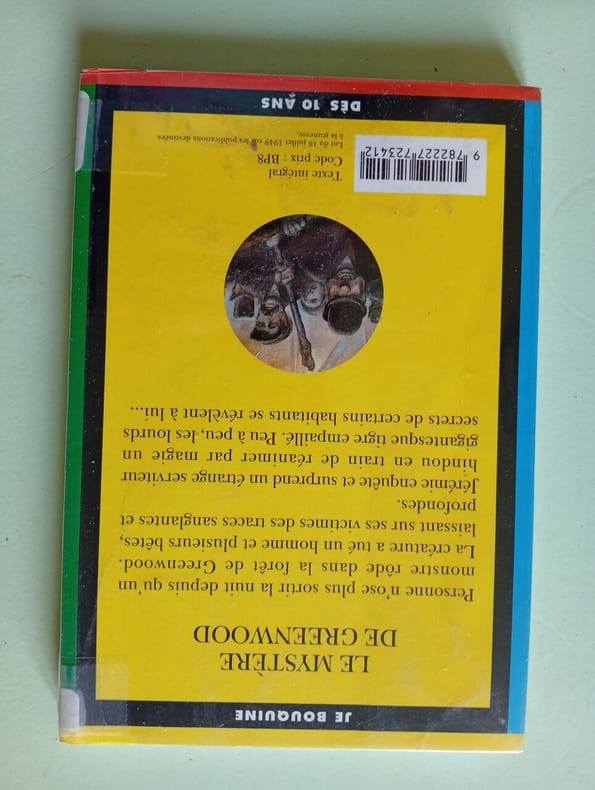 JE BOUQUINE
LE MYSTÈRE
DE GREENWOOD
Personne n'ose plus sortir la nuit depuis qu'un
monstre rôde dans la forêt de Greenwood.
La créature a tué un homme et plusieurs bêtes,
laissant sur ses victimes des traces sanglantes et
profondes.
Jérémie enquête et surprend un étrange serviteur
hindou en train de réanimer par magie un
gigantesque tigre empaillé. Peu à peu, les lourds
secrets de certains habitants se révèlent à lui...
Texte intégral
Code prix : BP8
Loi du 16 juillet 1949 sur les publications destinées
à la jeunesse.
9 782227 723412
DÈS 10 ANS